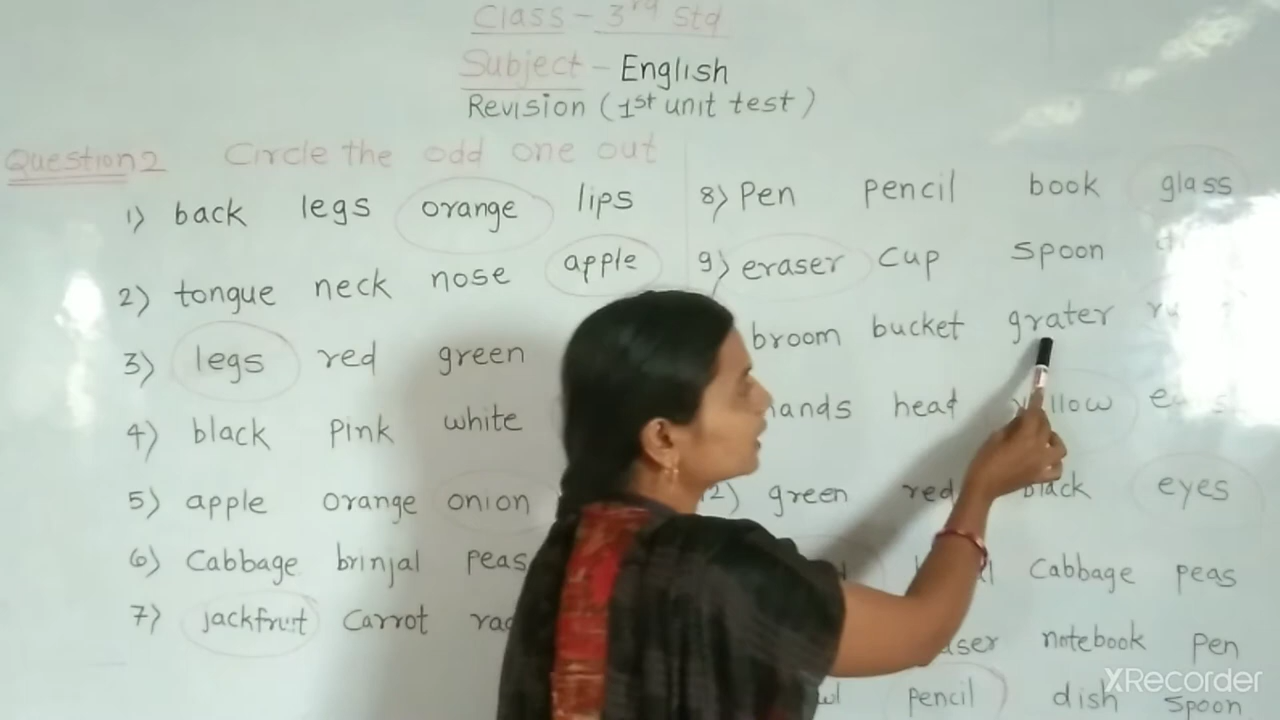 Class - 3rd Std
Subject - English
Revision (1st unit test)
Question 2 Circle the odd one out
1) back legs orange lips
2) tongue neck nose apple
3) legs red green
4) black pink white
5) apple orange onion
6) Cabbage brinjal peas
7) jackfruit Carrot
8) Pen pencil book glass
9) eraser cup spoon
broom bucket grater
hands head yellow
12) green red black eyes
Cabbage peas
notebook pen
pencil dish spoon
XRecorder